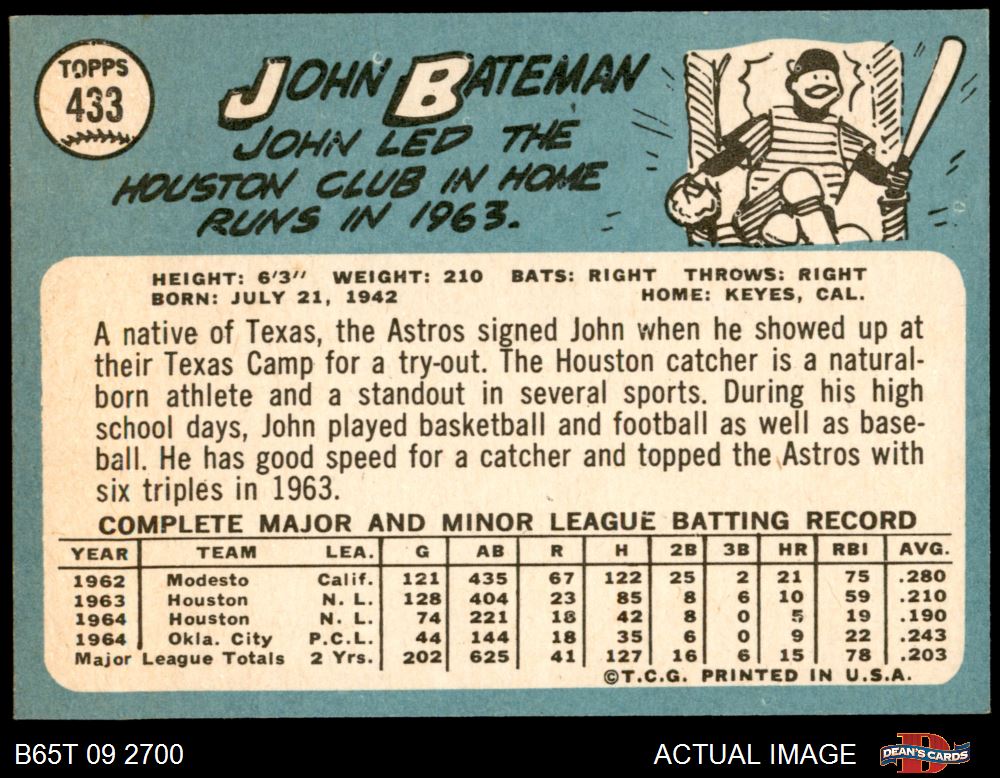 TOPPS
433
JOHN BATEMAN
JOHN LED THE
HOUSTON CLUB IN HOME
RUNS IN 1963.
HEIGHT: 6'3" WEIGHT: 210 BATS: RIGHT THROWS: RIGHT
BORN: JULY 21, 1942 HOME: KEYES, CAL.
A native of Texas, the Astros signed John when he showed up at
their Texas Camp for a try-out. The Houston catcher is a natural-
born athlete and a standout in several sports. During his high
school days, John played basketball and football as well as base-
ball. He has good speed for a catcher and topped the Astros with
six triples in 1963.
COMPLETE MAJOR AND MINOR LEAGUE BATTING RECORD
YEAR TEAM LEA. G AB R H 2B 3B HR RBI AVG.
1962 Modesto Calif. 121 435 67 122 25 2 21 75 .280
1963 Houston N. L. 128 404 23 85 8 6 10 59 .210
1964 Houston N. L. 74 221 18 42 8 0 5 19 .190
1964 Okla. City P.C.L. 44 144 18 35 6 0 9 22 .243
Major League Totals 2 Yrs. 202 625 41 127 16 6 15 78 .203
©T.C.G. PRINTED IN U.S.A.
B65T 09 2700 ACTUAL IMAGE DEAN'S CARDS